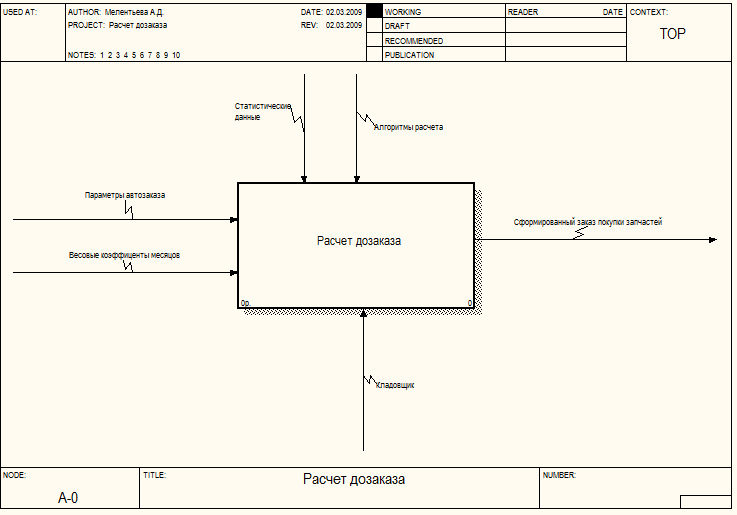 USED AT:
AUTHOR: Мелентьева А.Д.
DATE: 02.03.2009
WORKING
READER
DATE
CONTEXT:
PROJECT: Расчет дозаказа
REV: 02.03.2009
DRAFT
TOP
RECOMMENDED
NOTES: 1 2 3 4 5 6 7 8 9 10
PUBLICATION
Статистические
данные
Алгоритмы расчета
Параметры автозаказа
Сформированный заказ покупки запчастей
Расчет дозаказа
Весовые коэффиценты месяцов
0р.
0
Кладовщик
NODE:
TITLE:
Расчет дозаказа
NUMBER:
A-0